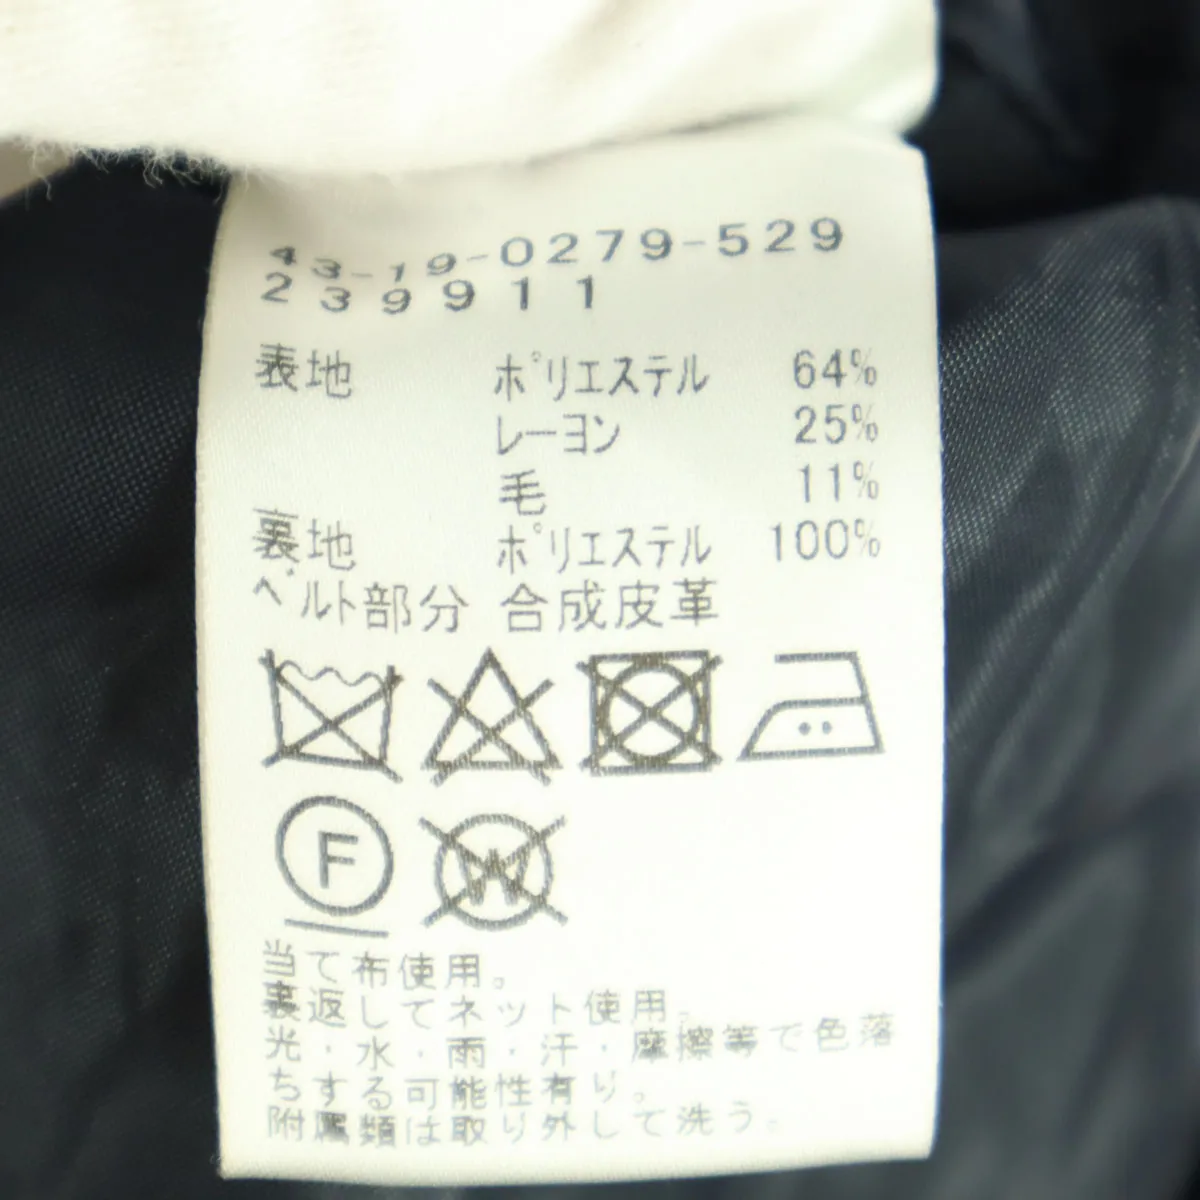 43-19-0279-529
239911
表地 ポリエステル 64%
レーヨン 25%
毛 11%
裏地 ポリエステル 100%
ベルト部分 合成皮革
F
W
当て布使用。
裏返してネット使用。
光・水・雨・汗・摩擦等で色落
ちする可能性有り。
附属類は取り外して洗う。